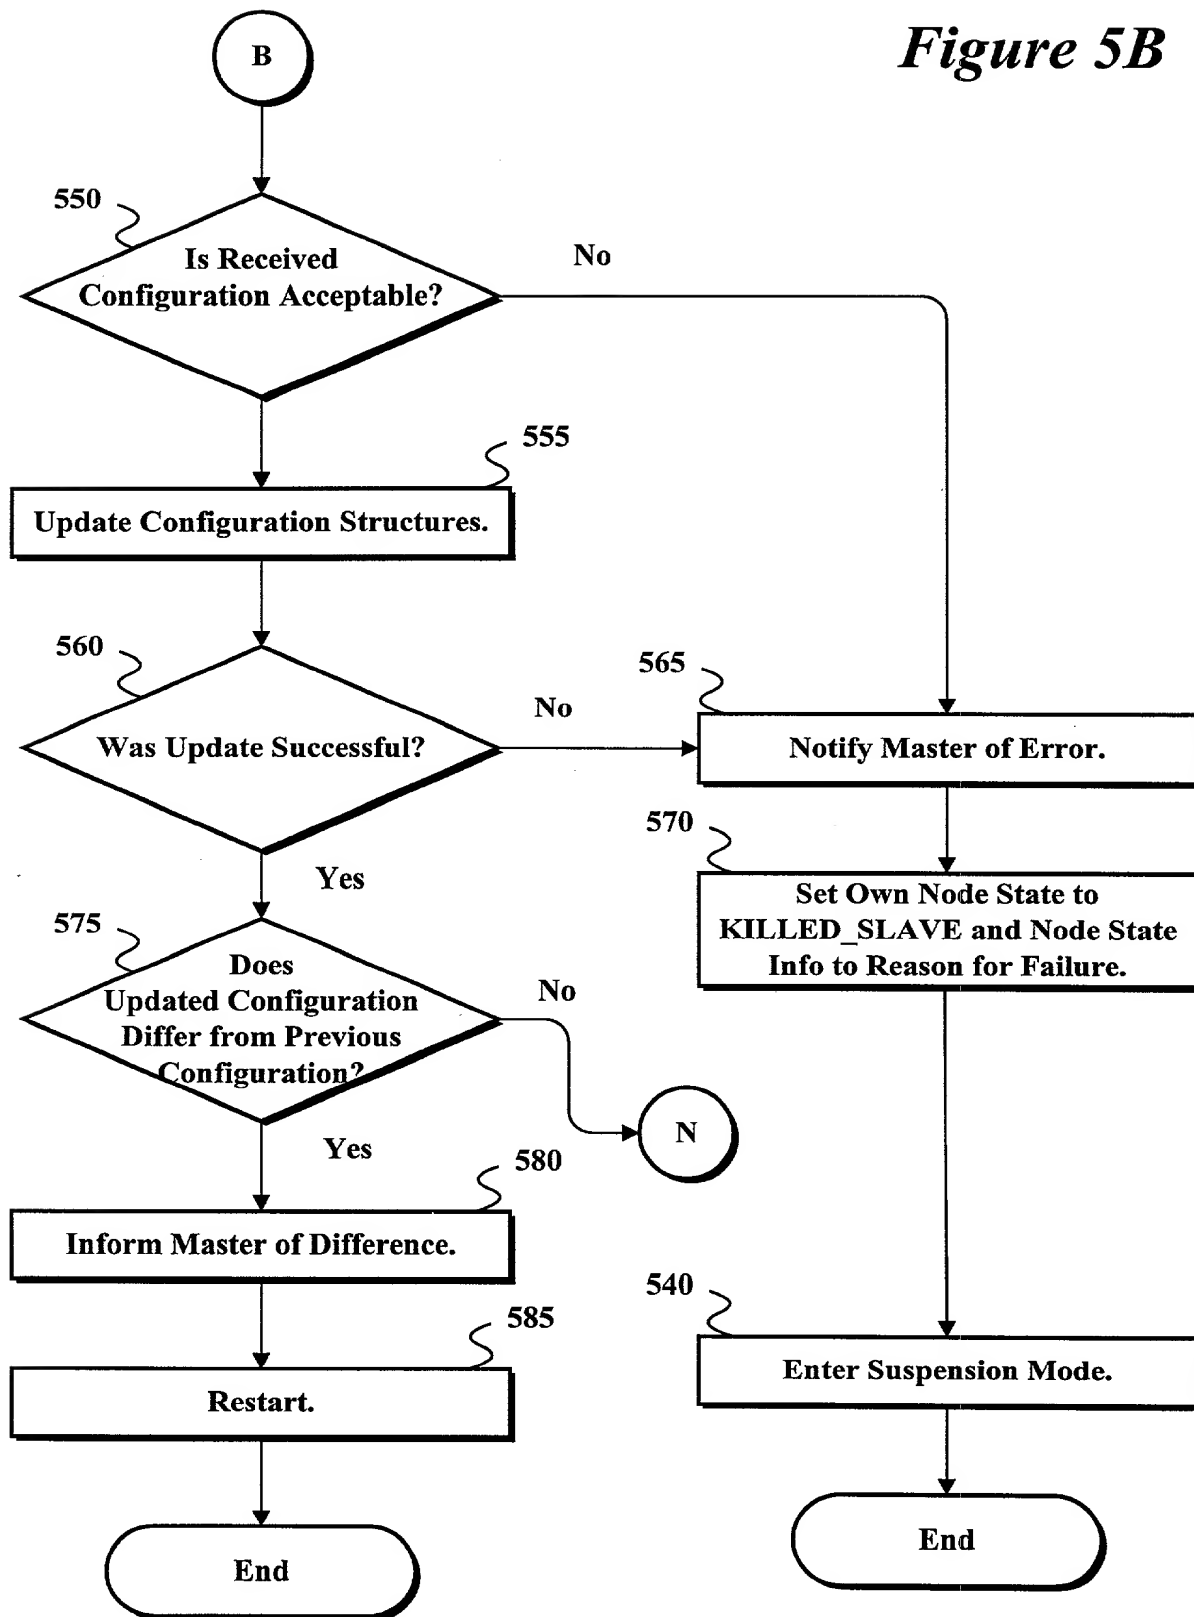 Figure 5B
B
550
Is Received
Configuration Acceptable?
No
555
Update Configuration Structures.
560
Was Update Successful?
No
565
Notify Master of Error.
570
Set Own Node State to
KILLED_SLAVE and Node State
Info to Reason for Failure.
Yes
575
Does
Updated Configuration
Differ from Previous
Configuration?
No
N
Yes
580
Inform Master of Difference.
585
Restart.
End
540
Enter Suspension Mode.
End